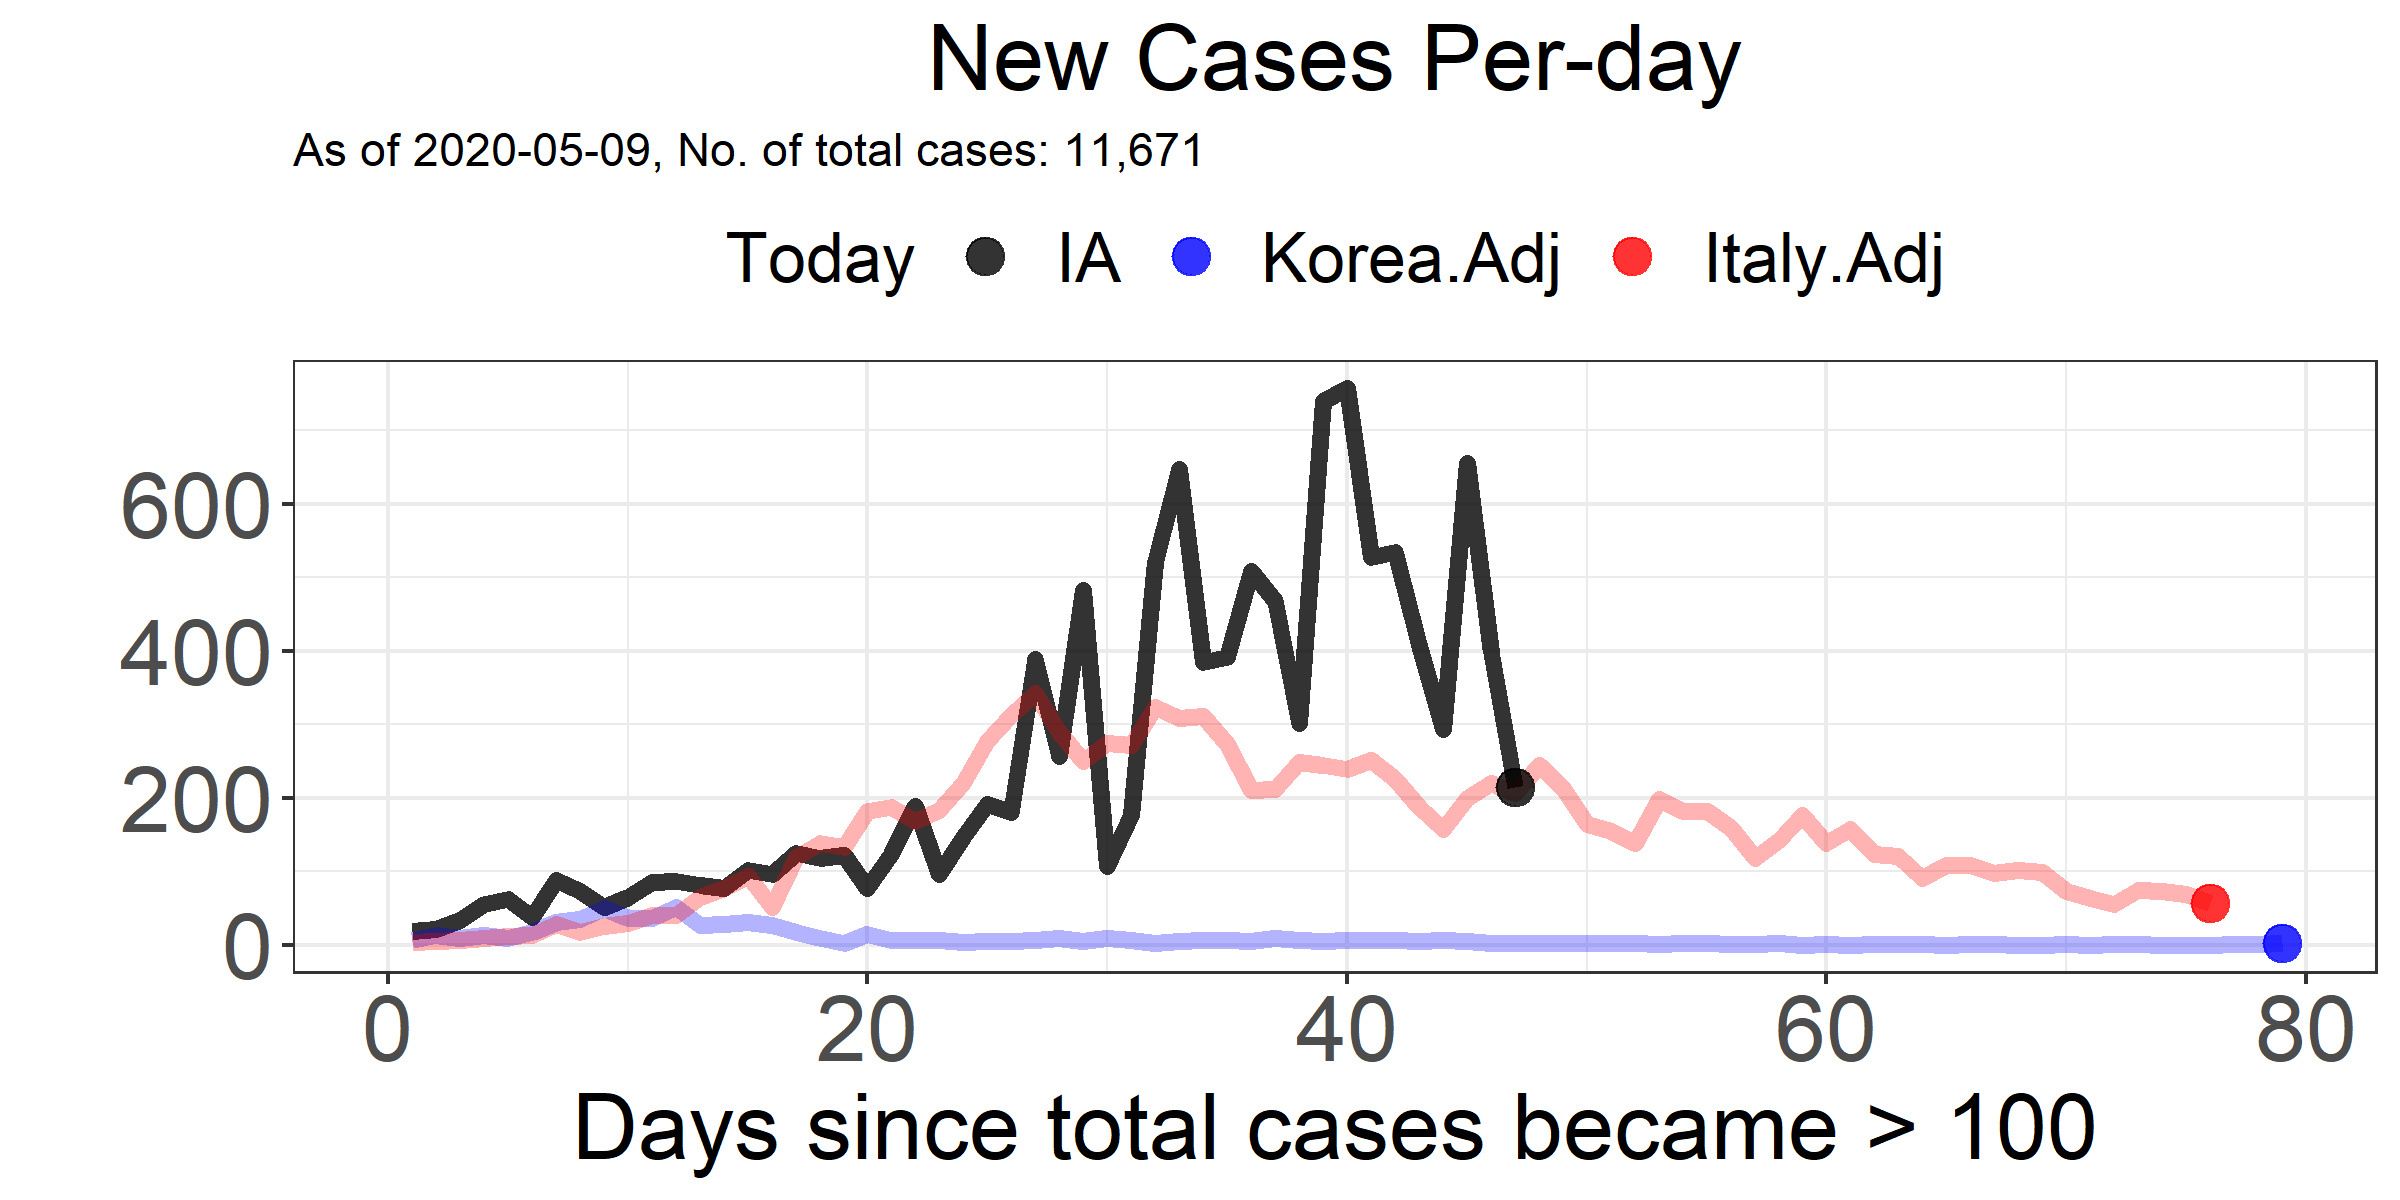 New Cases Per-day
As of 2020-05-09, No. of total cases: 11,671
Today IA Korea.Adj Italy.Adj
600
400
200
0
0 20 40 60 80
Days since total cases became > 100